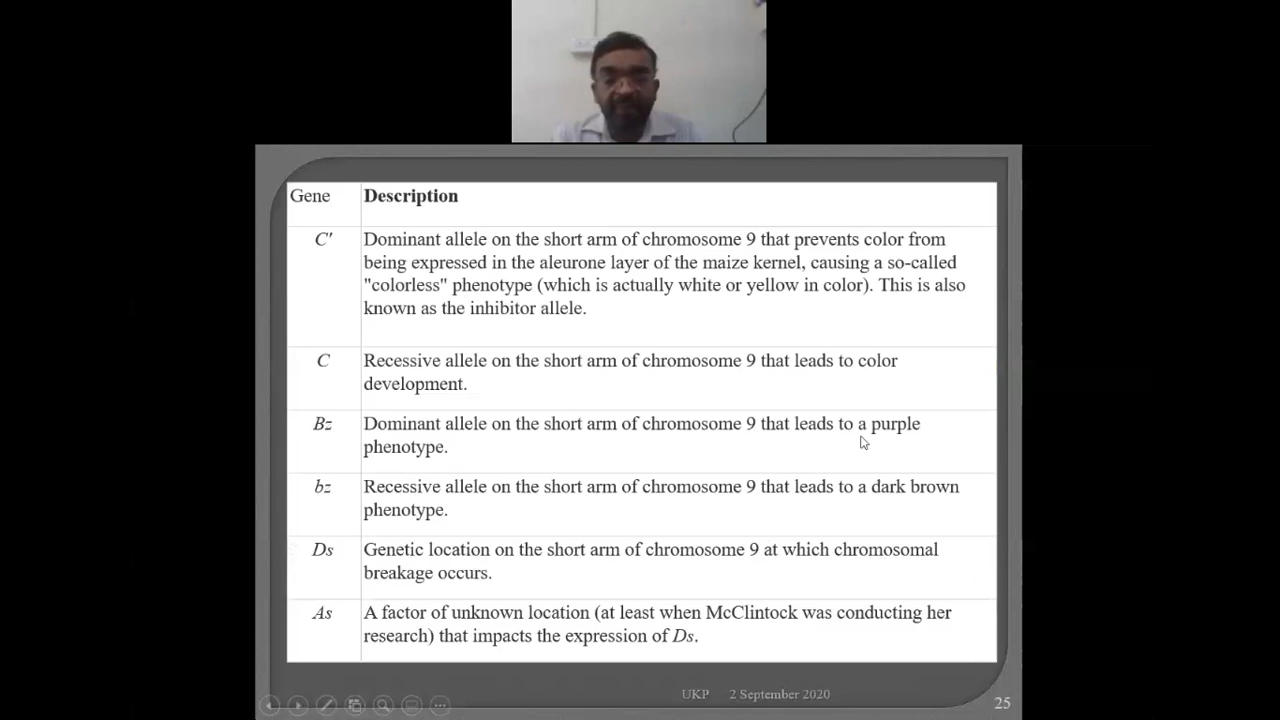 Gene Description
C' Dominant allele on the short arm of chromosome 9 that prevents color from
being expressed in the aleurone layer of the maize kernel, causing a so-called
"colorless" phenotype (which is actually white or yellow in color). This is also
known as the inhibitor allele.
C Recessive allele on the short arm of chromosome 9 that leads to color
development.
Bz Dominant allele on the short arm of chromosome 9 that leads to a purple
phenotype.
bz Recessive allele on the short arm of chromosome 9 that leads to a dark brown
phenotype.
Ds Genetic location on the short arm of chromosome 9 at which chromosomal
breakage occurs.
As A factor of unknown location (at least when McClintock was conducting her
research) that impacts the expression of Ds.
UKP 2 September 2020
25